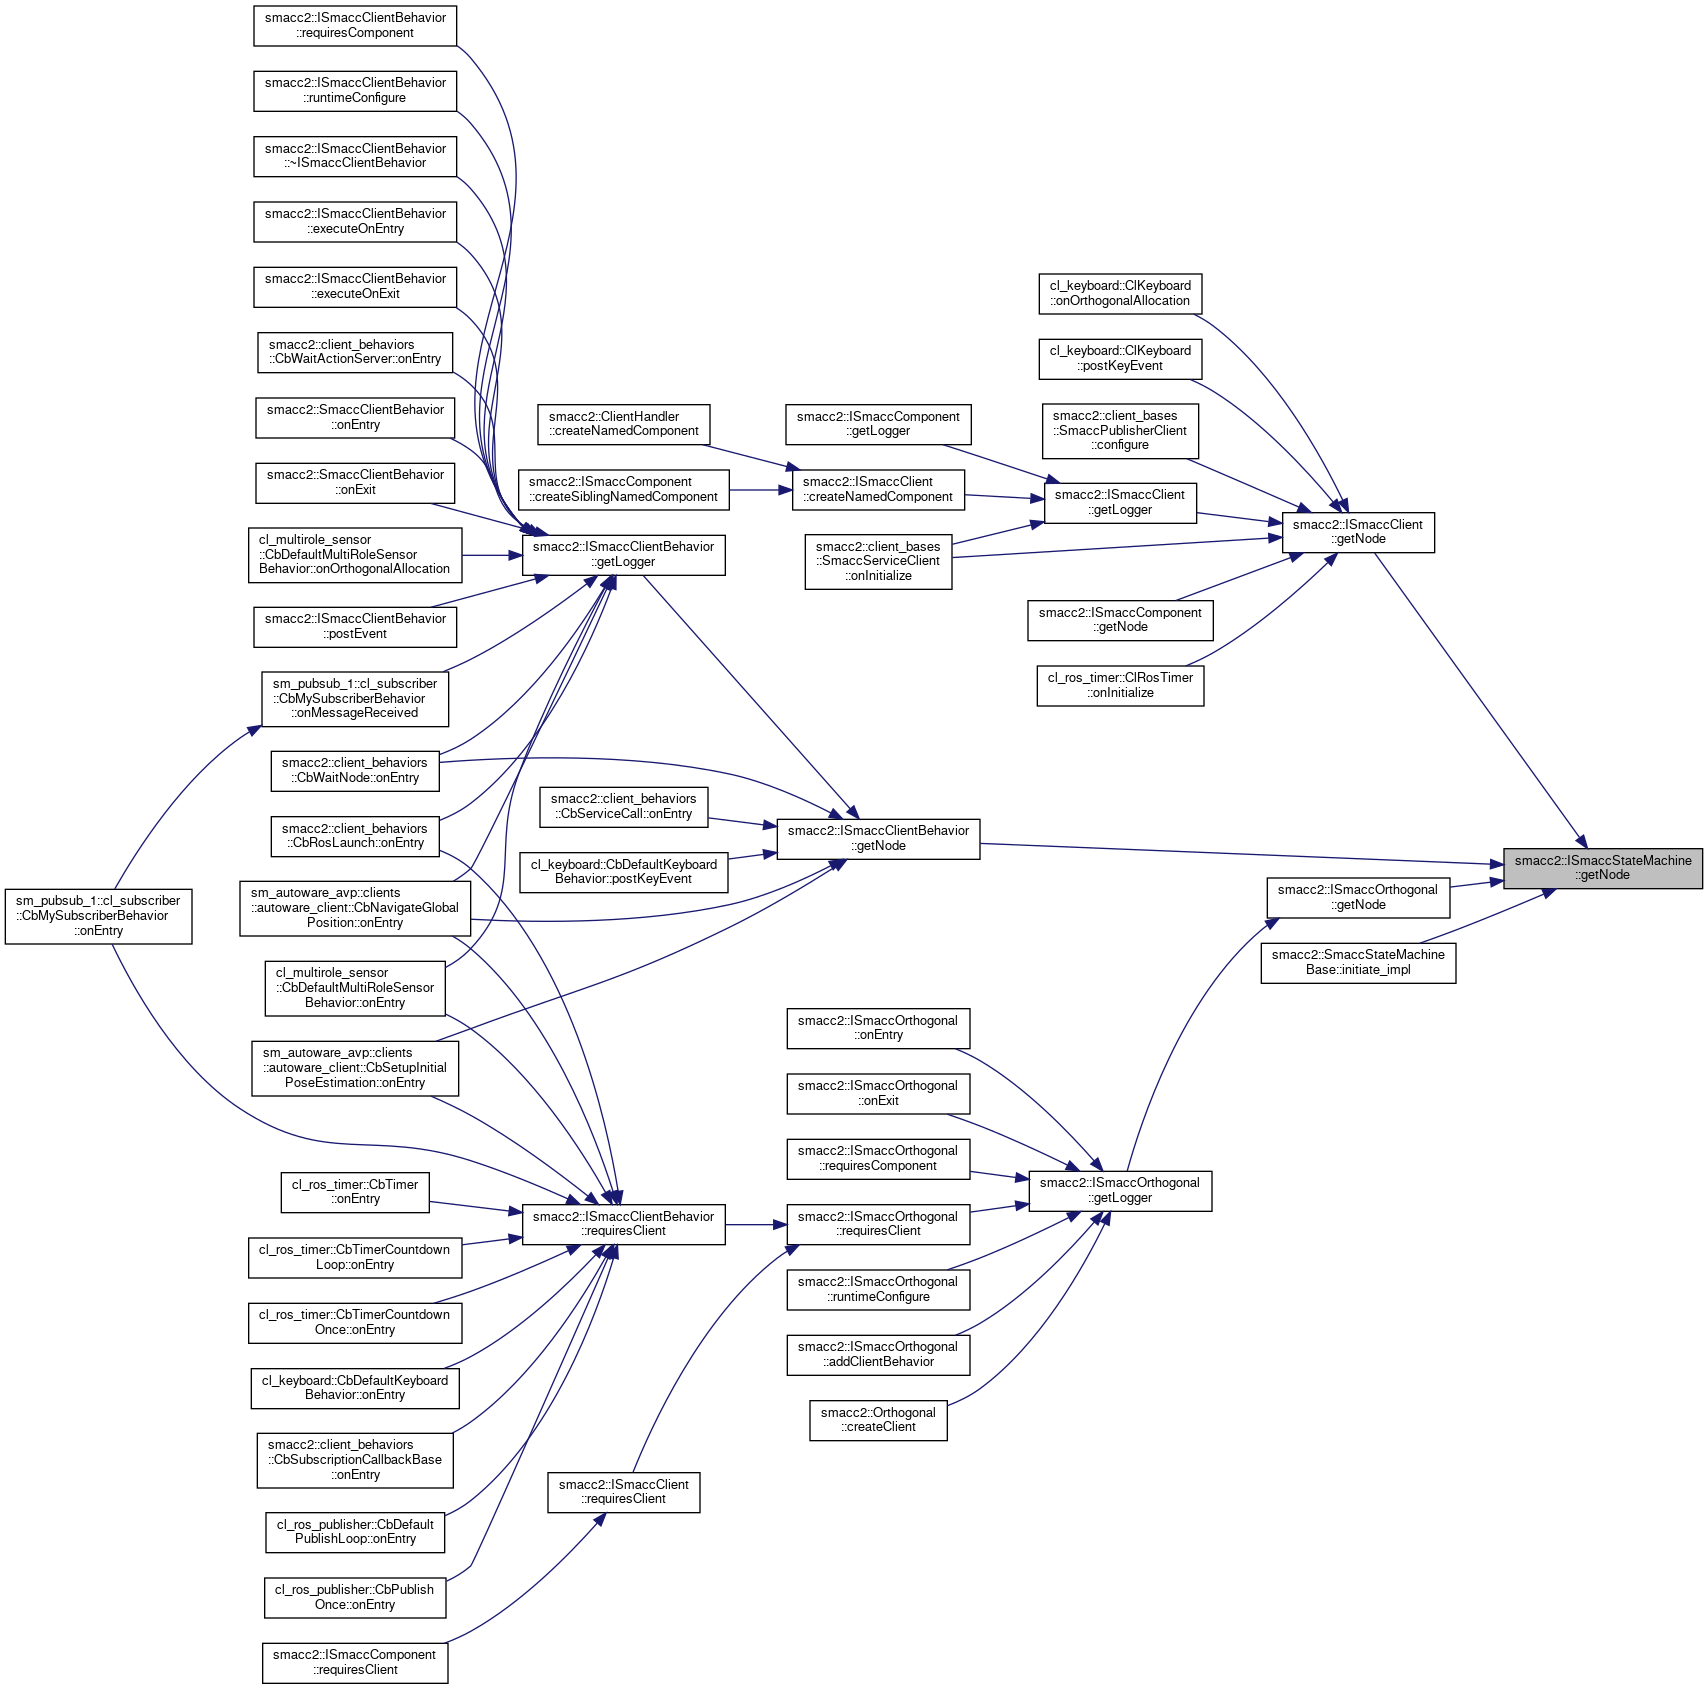 smacc2::ISmaccClientBehavior
::requiresComponent
smacc2::ISmaccClientBehavior
::runtimeConfigure
smacc2::ISmaccClientBehavior
::~ISmaccClientBehavior
smacc2::ISmaccClientBehavior
::executeOnEntry
smacc2::ISmaccClientBehavior
::executeOnExit
smacc2::client_behaviors
::CbWaitActionServer::onEntry
smacc2::SmaccClientBehavior
::onEntry
smacc2::SmaccClientBehavior
::onExit
cl_multirole_sensor
::CbDefaultMultiRoleSensor
Behavior::onOrthogonalAllocation
smacc2::ISmaccClientBehavior
::postEvent
sm_pubsub_1::cl_subscriber
::CbMySubscriberBehavior
::onMessageReceived
smacc2::client_behaviors
::CbWaitNode::onEntry
smacc2::client_behaviors
::CbRosLaunch::onEntry
sm_autoware_avp::clients
::autoware_client::CbNavigateGlobal
Position::onEntry
sm_pubsub_1::cl_subscriber
::CbMySubscriberBehavior
::onEntry
cl_multirole_sensor
::CbDefaultMultiRoleSensor
Behavior::onEntry
sm_autoware_avp::clients
::autoware_client::CbSetupInitial
PoseEstimation::onEntry
cl_ros_timer::CbTimer
::onEntry
cl_ros_timer::CbTimerCountdown
Loop::onEntry
cl_ros_timer::CbTimerCountdown
Once::onEntry
cl_keyboard::CbDefaultKeyboard
Behavior::onEntry
smacc2::client_behaviors
::CbSubscriptionCallbackBase
::onEntry
cl_ros_publisher::CbDefault
PublishLoop::onEntry
cl_ros_publisher::CbPublish
Once::onEntry
smacc2::ISmaccComponent
::requiresClient
smacc2::ClientHandler
::createNamedComponent
smacc2::ISmaccComponent
::createSiblingNamedComponent
smacc2::ISmaccClientBehavior
::getLogger
smacc2::client_behaviors
::CbServiceCall::onEntry
cl_keyboard::CbDefaultKeyboard
Behavior::postKeyEvent
smacc2::ISmaccClientBehavior
::requiresClient
smacc2::ISmaccClient
::requiresClient
smacc2::ISmaccComponent
::getLogger
smacc2::ISmaccClient
::createNamedComponent
smacc2::client_bases
::SmaccServiceClient
::onInitialize
smacc2::ISmaccClientBehavior
::getNode
smacc2::ISmaccOrthogonal
::onEntry
smacc2::ISmaccOrthogonal
::onExit
smacc2::ISmaccOrthogonal
::requiresComponent
smacc2::ISmaccOrthogonal
::requiresClient
smacc2::ISmaccOrthogonal
::runtimeConfigure
smacc2::ISmaccOrthogonal
::addClientBehavior
smacc2::Orthogonal
::createClient
cl_keyboard::ClKeyboard
::onOrthogonalAllocation
cl_keyboard::ClKeyboard
::postKeyEvent
smacc2::client_bases
::SmaccPublisherClient
::configure
smacc2::ISmaccClient
::getLogger
smacc2::ISmaccComponent
::getNode
cl_ros_timer::ClRosTimer
::onInitialize
smacc2::ISmaccOrthogonal
::getLogger
smacc2::ISmaccClient
::getNode
smacc2::ISmaccOrthogonal
::getNode
smacc2::SmaccStateMachine
Base::initiate_impl
smacc2::ISmaccStateMachine
::getNode